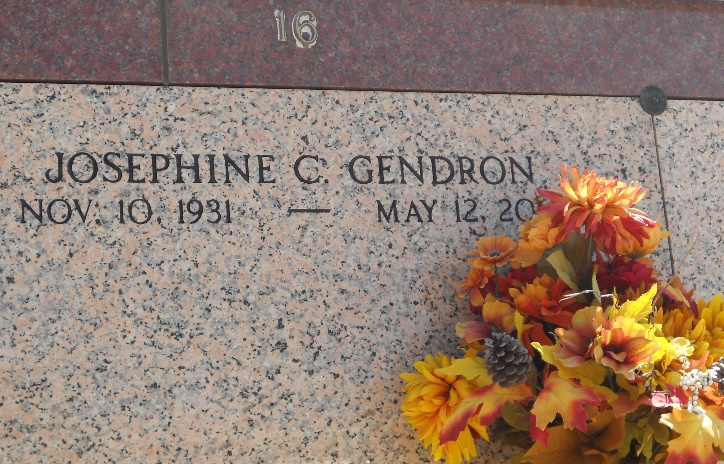 16
JOSEPHINE C. GENDRON
NOV. 10, 1931 — MAY 12, 20